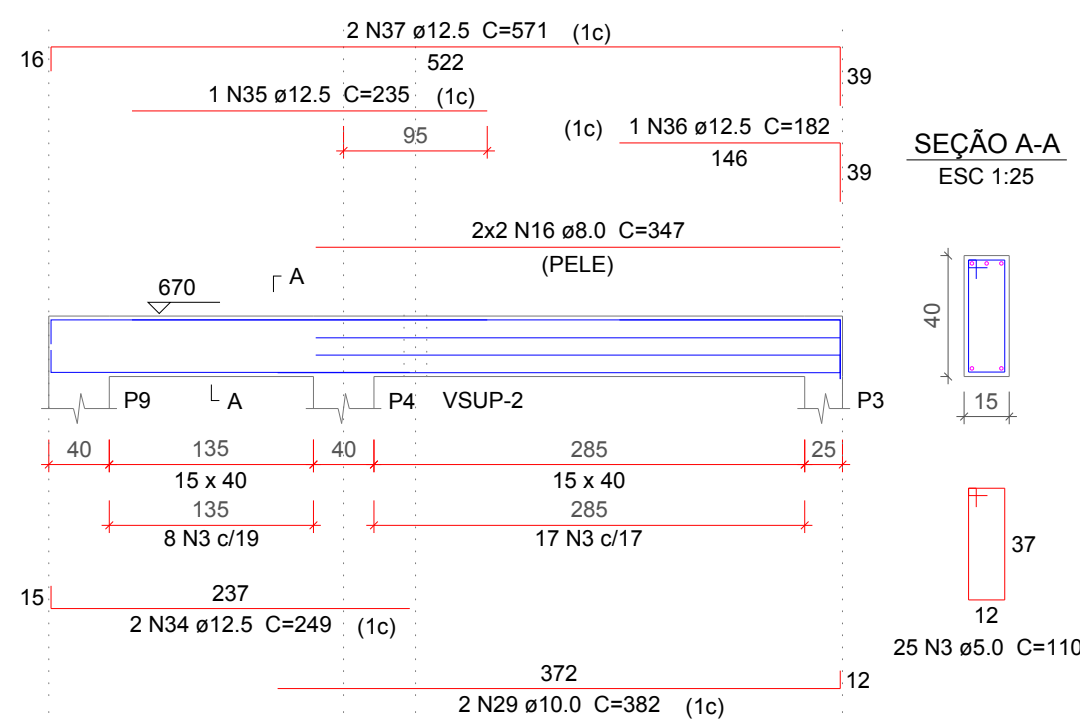 2 N37 ø12.5 C=571 (1c)
16
522
39
1 N35 ø12.5 C=235 (1c)
95
(1c) 1 N36 ø12.5 C=182
146
39
SEÇÃO A-A
ESC 1:25
2x2 N16 ø8.0 C=347
(PELE)
A
670
40
15
P9
A
P4
VSUP-2
P3
40
135
40
285
25
15 x 40
15 x 40
135
285
8 N3 c/19
17 N3 c/17
37
12
25 N3 ø5.0 C=110
15
237
2 N34 ø12.5 C=249 (1c)
372
12
2 N29 ø10.0 C=382 (1c)